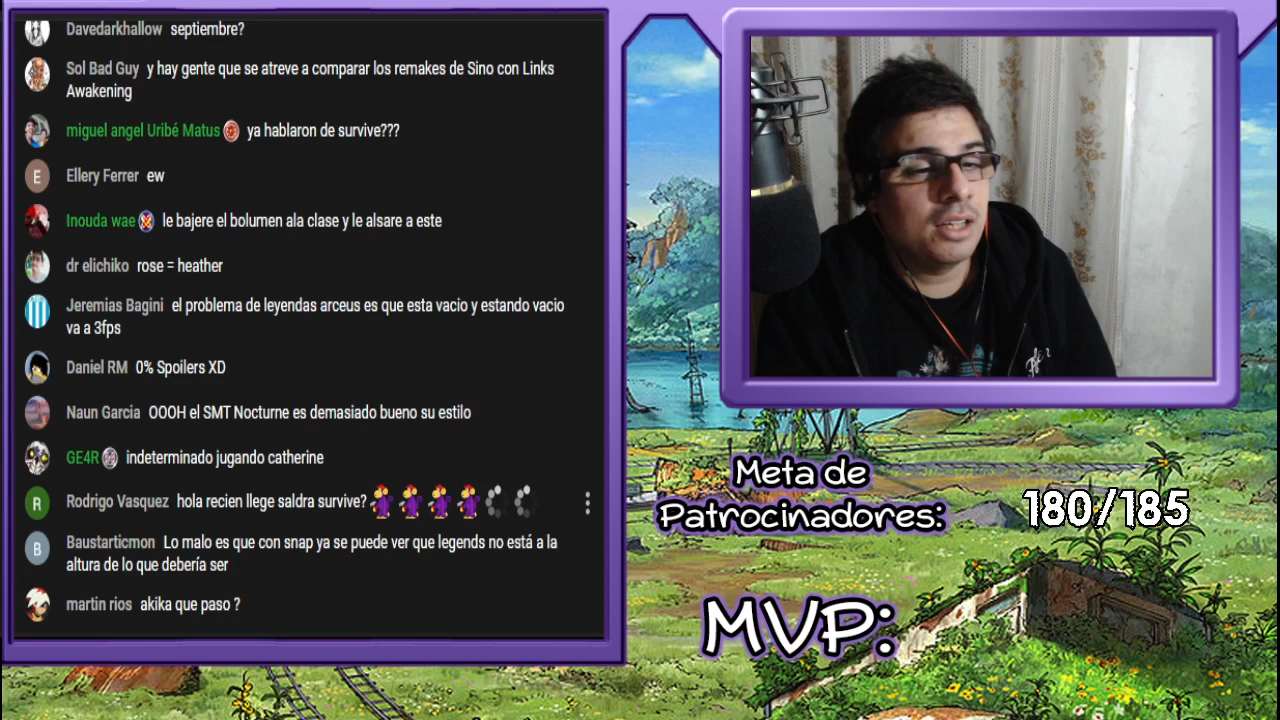 Davedarkhallow septiembre?
Sol Bad Guy y hay gente que se atreve a comparar los remakes de Sino con Links
Awakening
miguel angel Uribé Matus ya hablaron de survive???
E
Ellery Ferrer ew
Inouda wae le bajere el bolumen ala clase y le alsare a este
dr elichiko rose = heather
Jeremias Bagini el problema de leyendas arceus es que esta vacio y estando vacio
va a 3fps
Daniel RM 0% Spoilers XD
Naun Garcia OOOH el SMT Nocturne es demasiado bueno su estilo
GE4R indeterminado jugando catherine
R
Rodrigo Vasquez hola recien llege saldra survive?
B
Baustarticmon Lo malo es que con snap ya se puede ver que legends no está a la
altura de lo que debería ser
martin rios akika que paso ?
Meta de
Patrocinadores:
180/185
MVP: